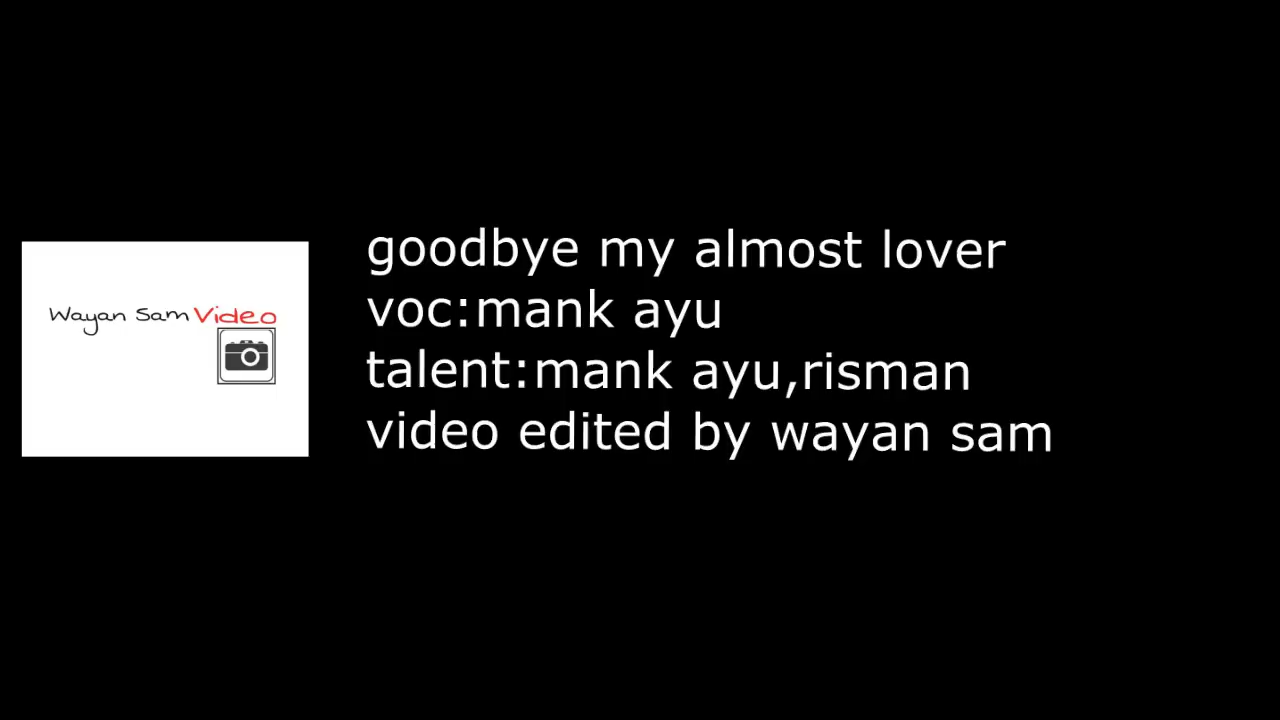 Wayan Sam Video
goodbye my almost lover
voc:mank ayu
talent:mank ayu,risman
video edited by wayan sam